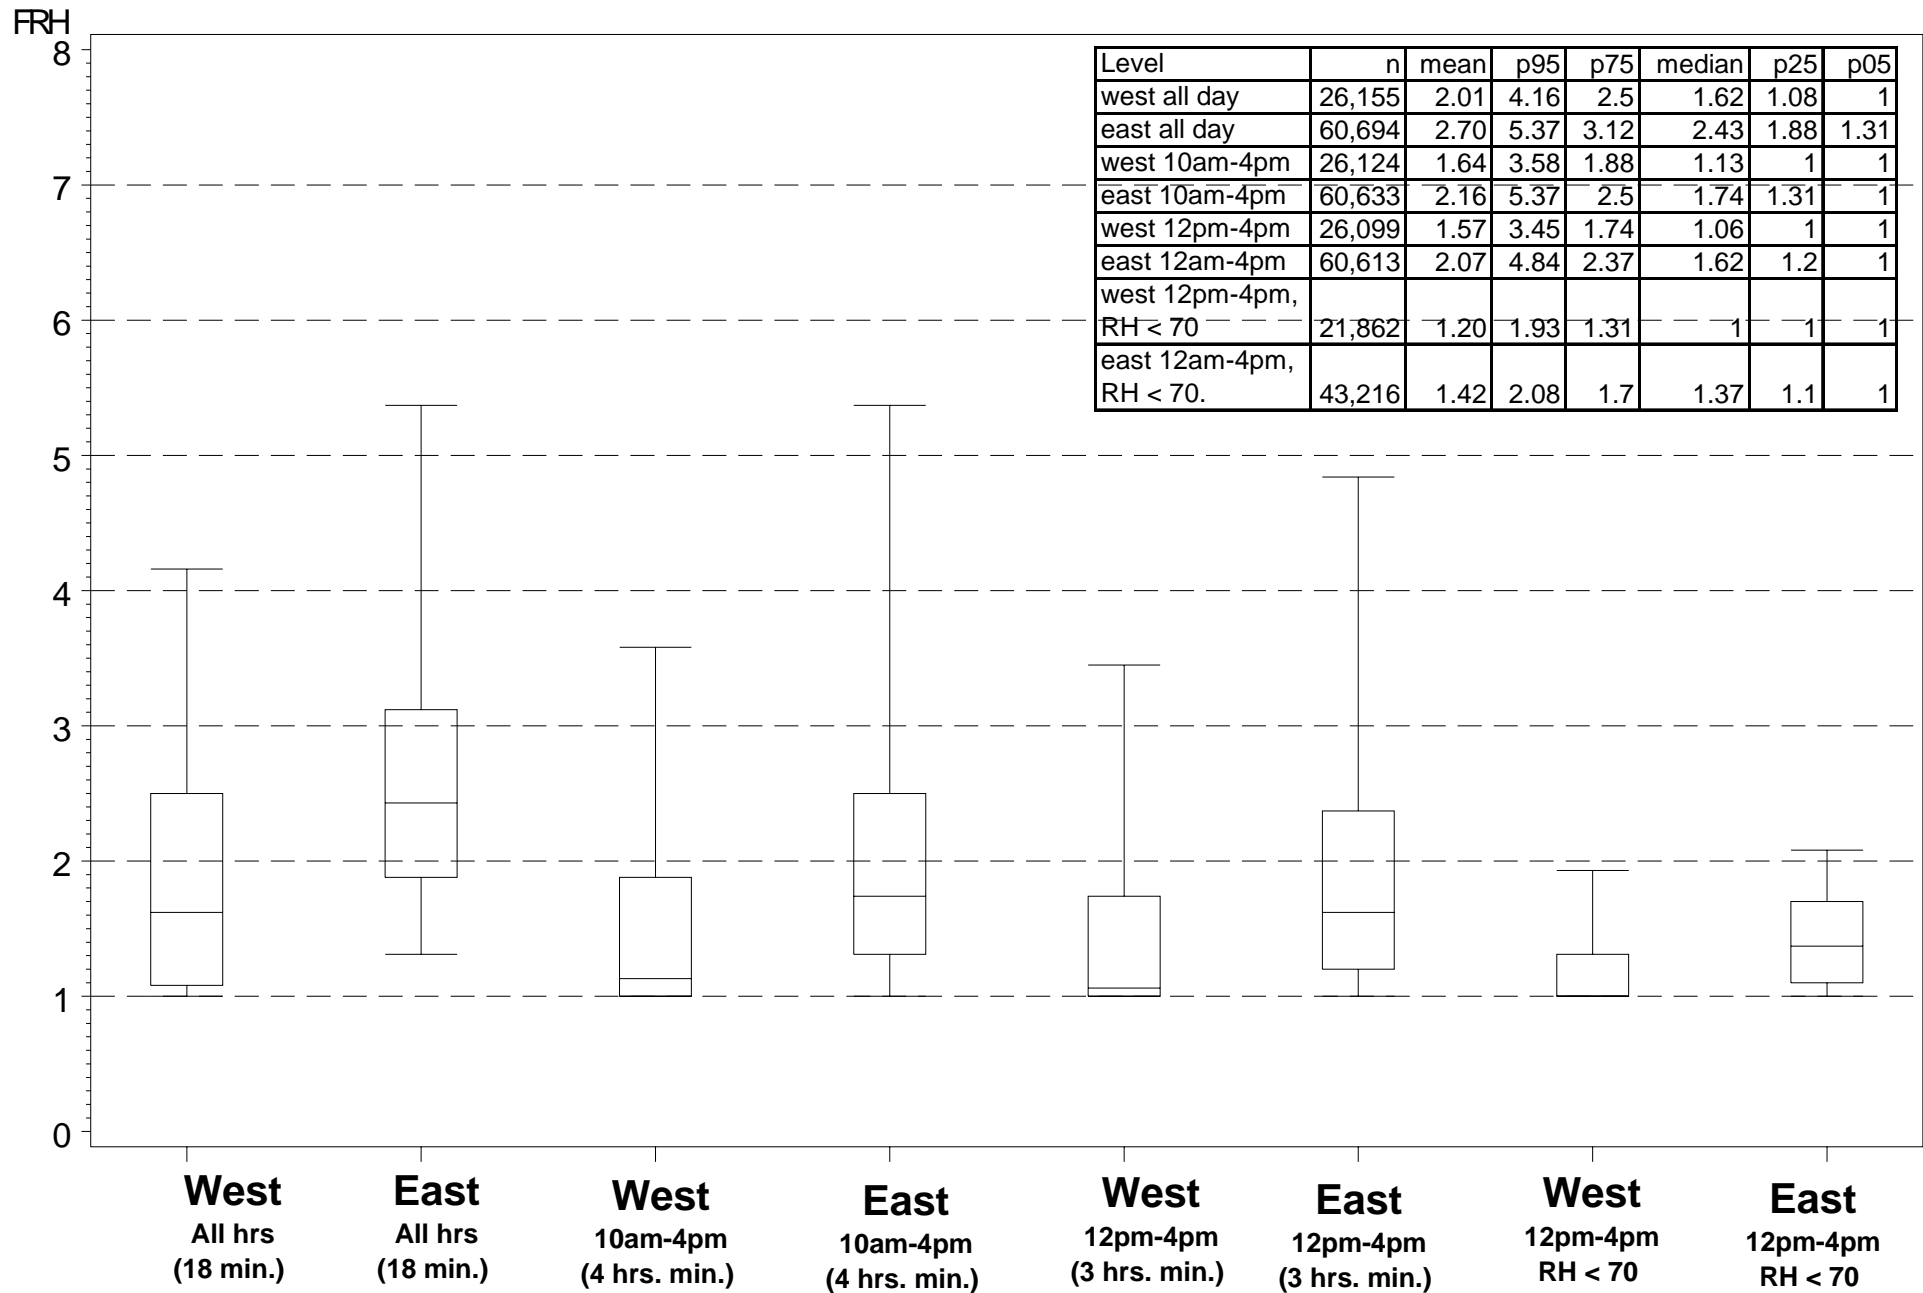 FRH
8
7
6
5
4
3
2
1
0
Level n mean p95 p75 median p25 p05
west all day 26,155 2.01 4.16 2.5 1.62 1.08 1
east all day 60,694 2.70 5.37 3.12 2.43 1.88 1.31
west 10am-4pm 26,124 1.64 3.58 1.88 1.13 1 1
east 10am-4pm 60,633 2.16 5.37 2.5 1.74 1.31 1
west 12pm-4pm 26,099 1.57 3.45 1.74 1.06 1 1
east 12am-4pm 60,613 2.07 4.84 2.37 1.62 1.2 1
west 12pm-4pm,
RH < 70 21,862 1.20 1.93 1.31 1 1 1
east 12am-4pm,
RH < 70. 43,216 1.42 2.08 1.7 1.37 1.1 1
West East West East West East West East
All hrs All hrs 10am-4pm 10am-4pm 12pm-4pm 12pm-4pm 12pm-4pm 12pm-4pm
(18 min.) (18 min.) (4 hrs. min.) (4 hrs. min.) (3 hrs. min.) (3 hrs. min.) RH < 70 RH < 70